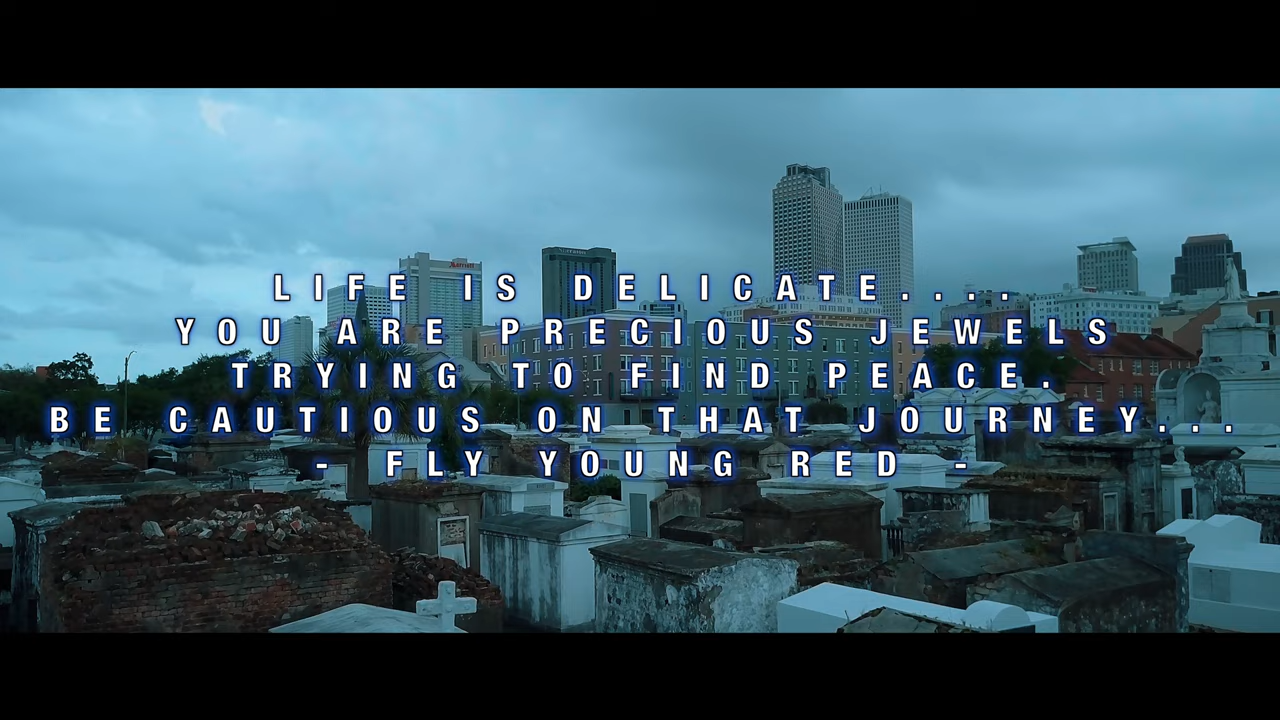 Marriott
LIFE IS DELICATE....
YOU ARE PRECIOUS JEWELS
TRYING TO FIND PEACE.
BE CAUTIOUS ON THAT JOURNEY...
- FLY YOUNG RED -